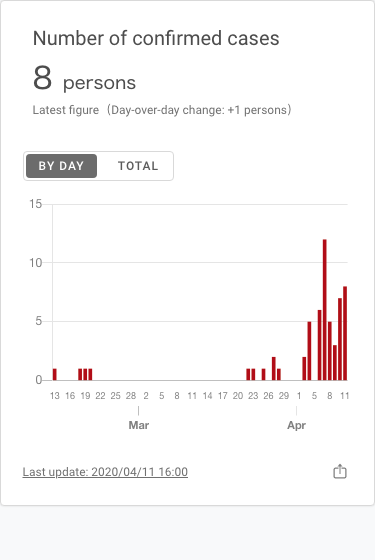 Number of confirmed cases
8 persons
Latest figure（Day-over-day change: +1 persons）
BY DAY TOTAL
15
10
5
0
13 16 19 22 25 28 2 5 8 11 14 17 20 23 26 29 1 5 8 11
Mar Apr
Last update: 2020/04/11 16:00